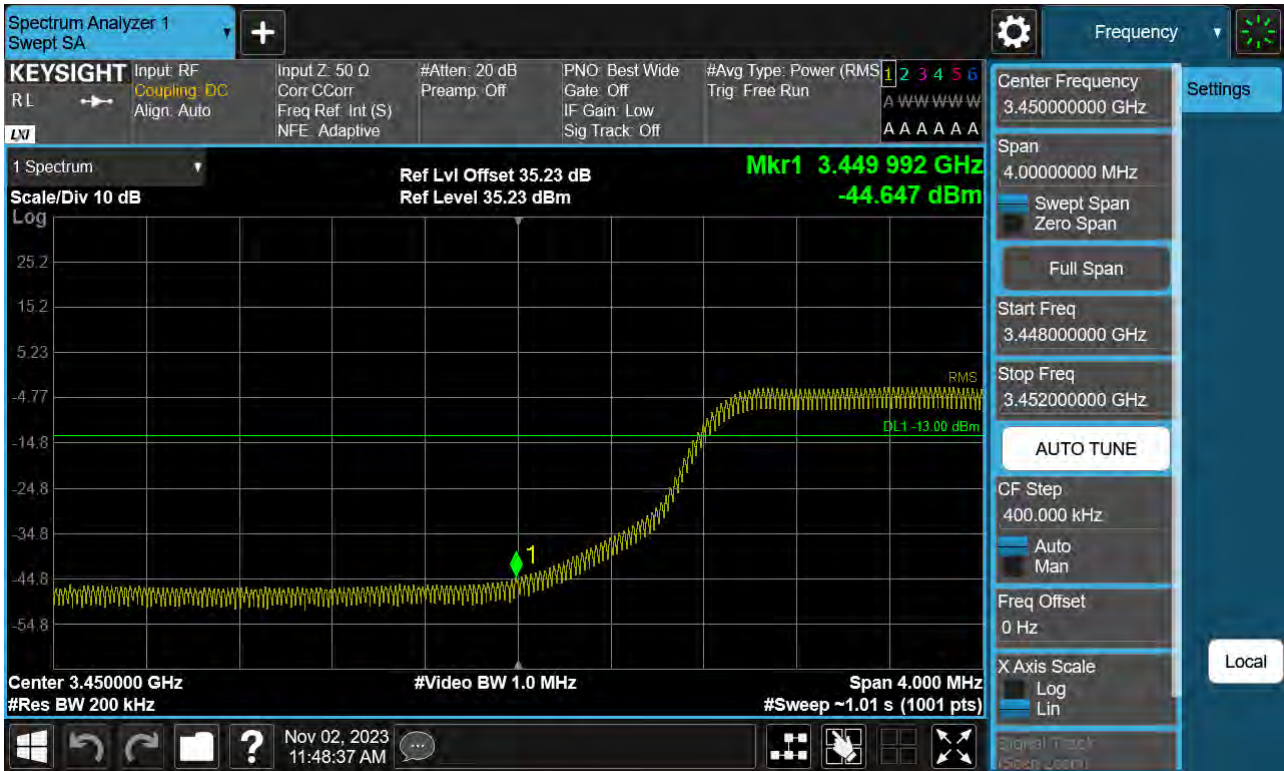 Spectrum Analyzer 1
Swept SA
Frequency
KEYSIGHT
RL
LXI
Input: RF
Coupling: DC
Align: Auto
Input Z: 50 Ω
Corr CCorr
Freq Ref: Int (S)
NFE: Adaptive
#Atten: 20 dB
Preamp: Off
PNO: Best Wide
Gate: Off
IF Gain: Low
Sig Track: Off
#Avg Type: Power (RMS
Trig: Free Run
1 2 3 4 5 6
A W W W W W
A A A A A A
1 Spectrum
Scale/Div 10 dB
Log
Ref Lvl Offset 35.23 dB
Ref Level 35.23 dBm
Mkr1 3.449 992 GHz
-44.647 dBm
25.2
15.2
5.23
-4.77
-14.8
-24.8
-34.8
-44.8
-54.8
RMS
DL1 -13.00 dBm
1
Center 3.450000 GHz
#Res BW 200 kHz
#Video BW 1.0 MHz
Span 4.000 MHz
#Sweep ~1.01 s (1001 pts)
Nov 02, 2023
11:48:37 AM
Center Frequency
3.450000000 GHz
Span
4.00000000 MHz
Swept Span
Zero Span
Full Span
Start Freq
3.448000000 GHz
Stop Freq
3.452000000 GHz
AUTO TUNE
CF Step
400.000 kHz
Auto
Man
Freq Offset
0 Hz
X Axis Scale
Log
Lin
Signal Track
(Span Zoom)
Settings
Local